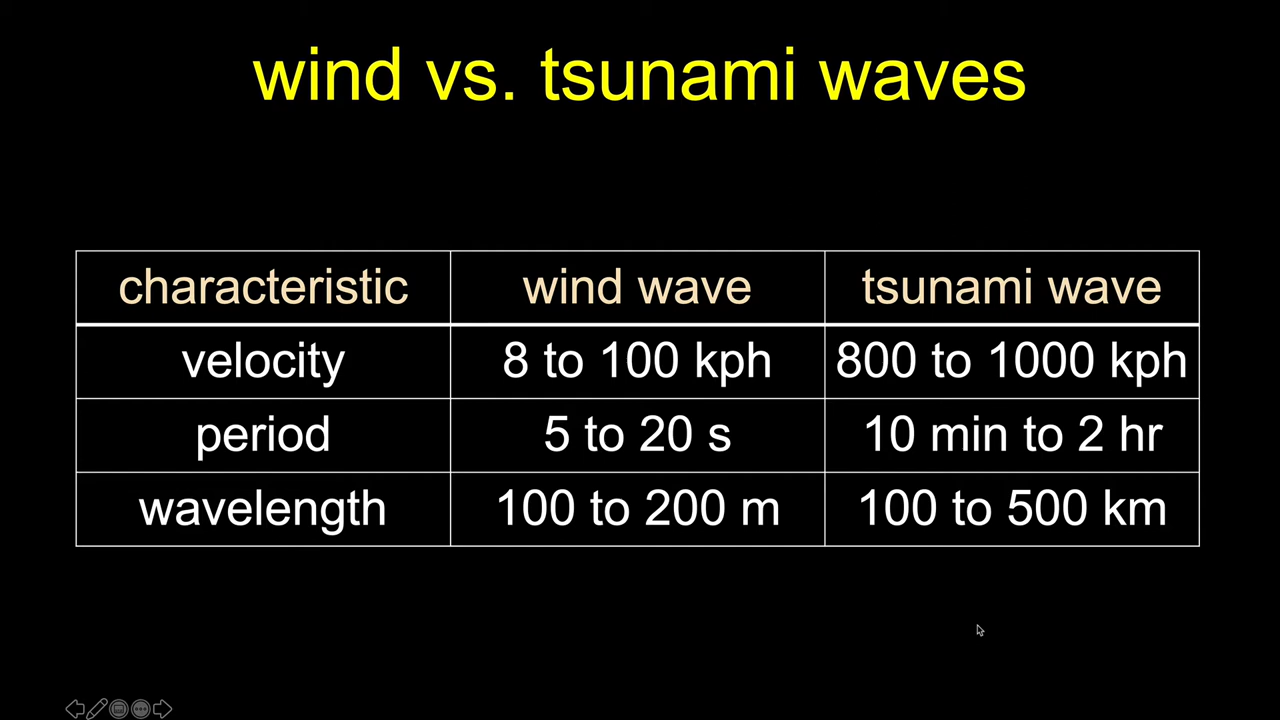 wind vs. tsunami waves
characteristic wind wave tsunami wave
velocity 8 to 100 kph 800 to 1000 kph
period 5 to 20 s 10 min to 2 hr
wavelength 100 to 200 m 100 to 500 km